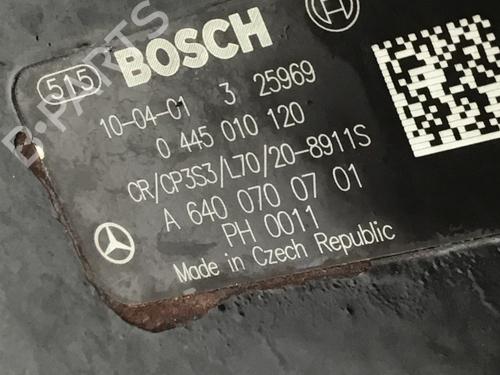 515 BOSCH
10-04-01 3 25969
0 445 010 120
CR/CP3S3/L70/20-8911S
A 640 070 07 01
PH 0011
Made in Czech Republic
B-PARTS